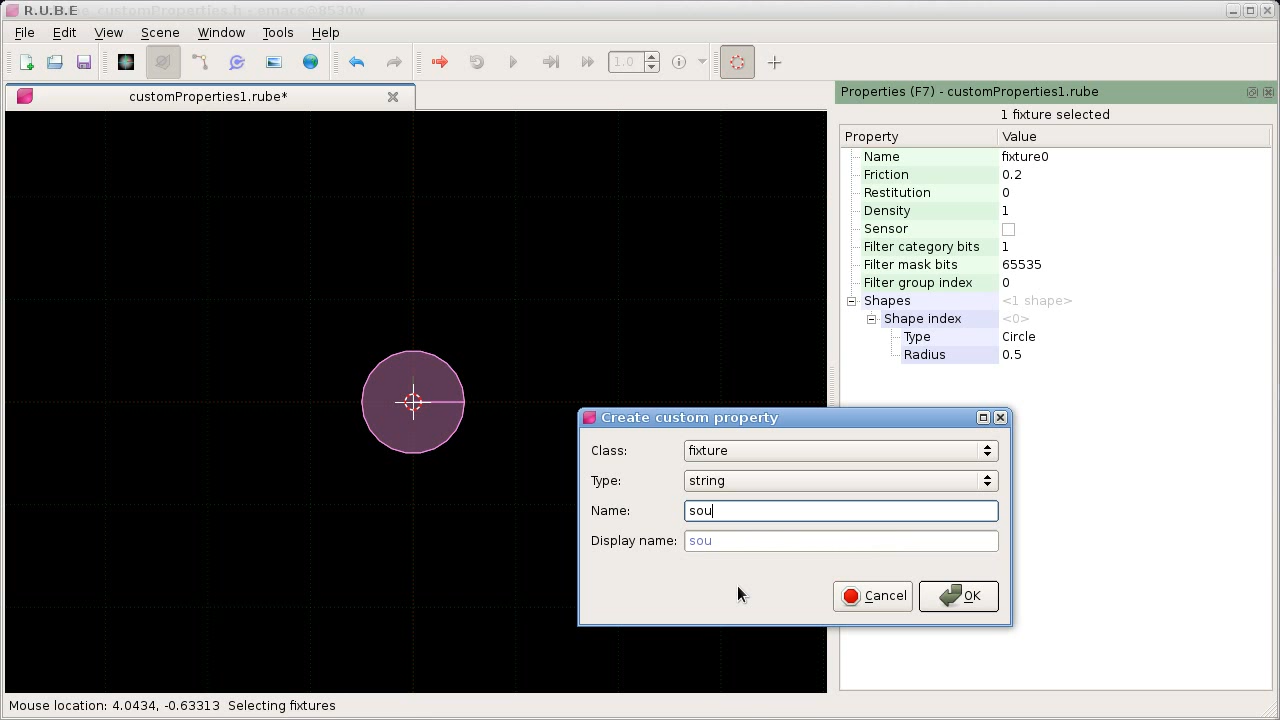 R.U.B.E
File Edit View Scene Window Tools Help
1.0
customProperties1.rube*
Properties (F7) - customProperties1.rube
1 fixture selected
Property Value
Name fixture0
Friction 0.2
Restitution 0
Density 1
Sensor
Filter category bits 1
Filter mask bits 65535
Filter group index 0
Shapes <1 shape>
Shape index <0>
Type Circle
Radius 0.5
Create custom property
Class: fixture
Type: string
Name: sou
Display name: sou
Cancel OK
Mouse location: 4.0434, -0.63313 Selecting fixtures